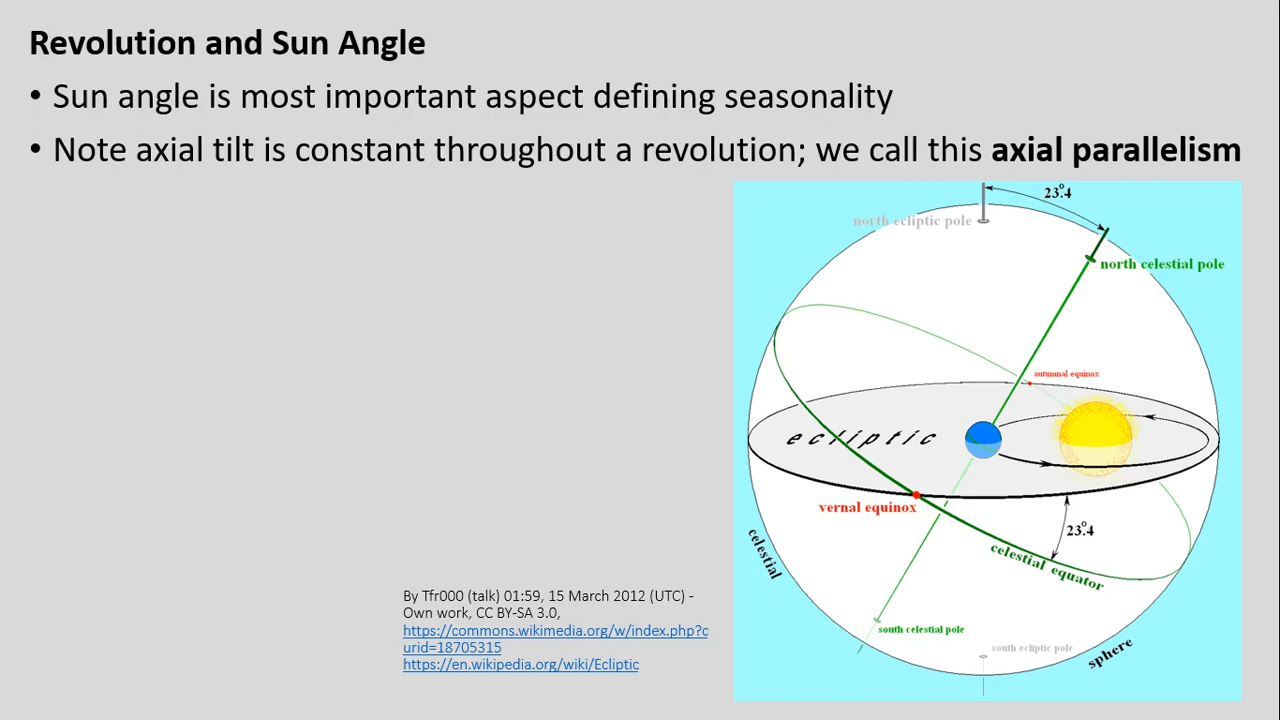 Revolution and Sun Angle
• Sun angle is most important aspect defining seasonality
• Note axial tilt is constant throughout a revolution; we call this axial parallelism
23°.4
north ecliptic pole
north celestial pole
autumnal equinox
ecliptic
vernal equinox
23°.4
celestial
celestial equator
By Tfr000 (talk) 01:59, 15 March 2012 (UTC) -
Own work, CC BY-SA 3.0,
https://commons.wikimedia.org/w/index.php?c
urid=18705315
https://en.wikipedia.org/wiki/Ecliptic
south celestial pole
south ecliptic pole
sphere